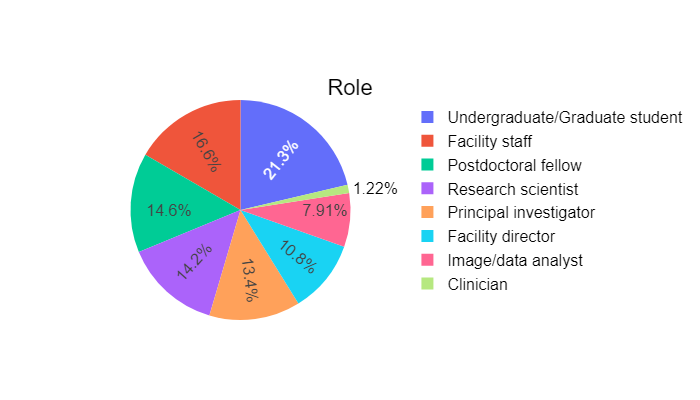 Role
21.3%
1.22%
7.91%
10.8%
13.4%
14.2%
14.6%
16.6%
Undergraduate/Graduate student
Facility staff
Postdoctoral fellow
Research scientist
Principal investigator
Facility director
Image/data analyst
Clinician